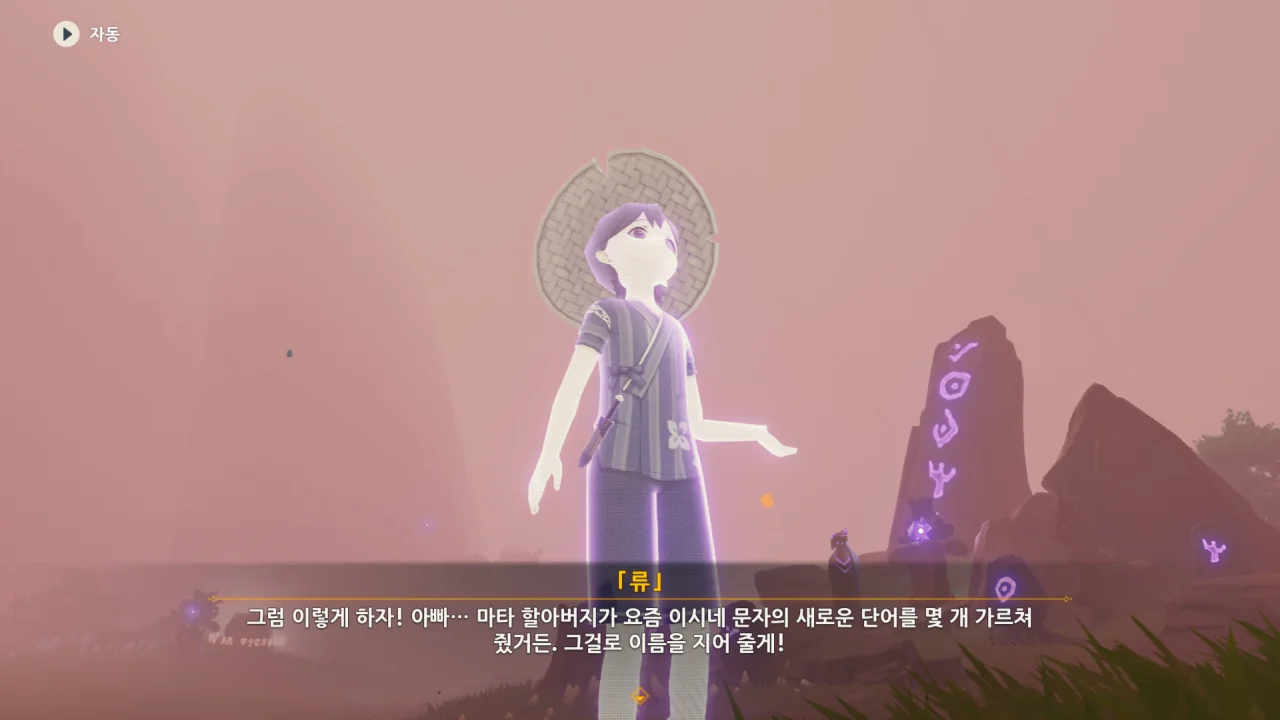 자동
「류」
그럼 이렇게 하자! 아빠… 마타 할아버지가 요즘 이시네 문자의 새로운 단어를 몇 개 가르쳐
줬거든. 그걸로 이름을 지어 줄게!